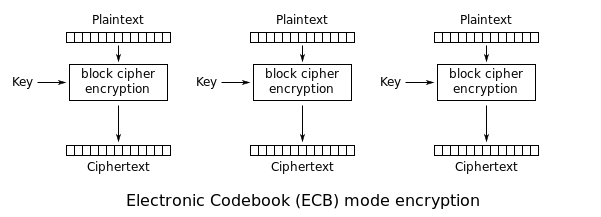 Plaintext
Plaintext
Plaintext
Key
block cipher
encryption
Key
block cipher
encryption
Key
block cipher
encryption
Ciphertext
Ciphertext
Ciphertext
Electronic Codebook (ECB) mode encryption